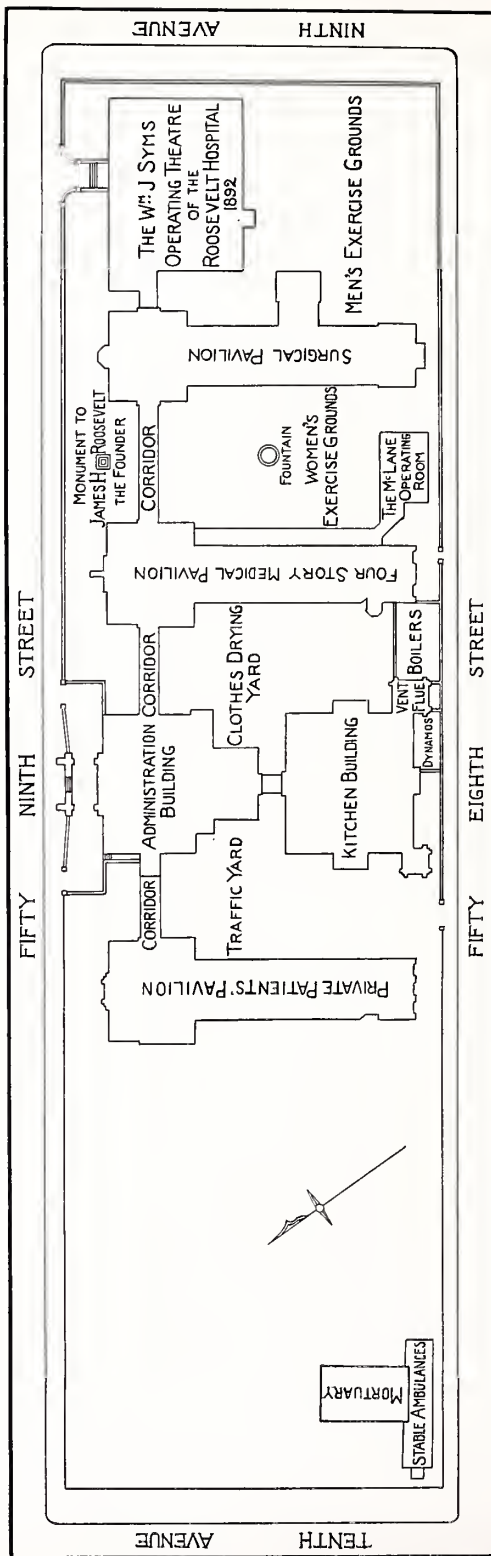 NINTH AVENUE
FIFTY NINTH STREET
THE WM J SYMS
OPERATING THEATRE
OF THE
ROOSEVELT HOSPITAL
1892
MEN'S EXERCISE GROUNDS
SURGICAL PAVILION
MONUMENT TO
JAMES H ROOSEVELT
THE FOUNDER
CORRIDOR
FOUNTAIN
WOMEN'S
EXERCISE GROUNDS
THE MCLANE
OPERATING
ROOM
FOUR STORY MEDICAL PAVILION
CORRIDOR
CLOTHES DRYING
YARD
BOILERS
VENT
FLUE
DYNAMOS
ADMINISTRATION
BUILDING
KITCHEN BUILDING
CORRIDOR
TRAFFIC YARD
PRIVATE PATIENTS' PAVILION
MORTUARY
STABLE AMBULANCES
FIFTY EIGHTH STREET
TENTH AVENUE